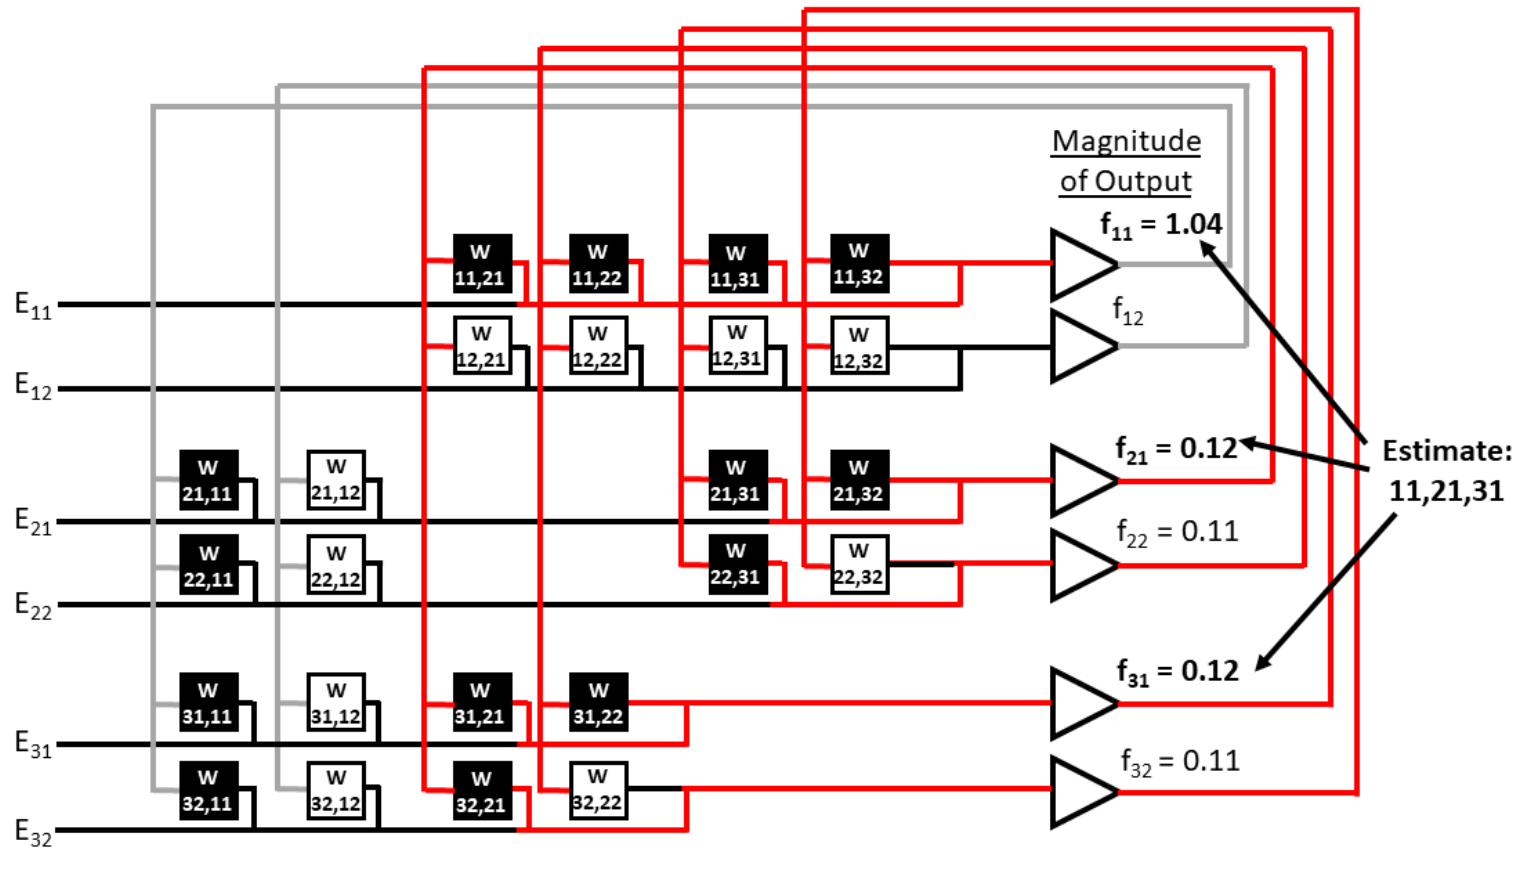 Magnitude
of Output
f11 = 1.04
W W W W
11,21 11,22 11,31 11,32
E11
f12
W W W W
12,21 12,22 12,31 12,32
E12
f21 = 0.12
Estimate:
11,21,31
W W W W
21,11 21,12 21,31 21,32
E21
f22 = 0.11
W W W W
22,11 22,12 22,31 22,32
E22
f31 = 0.12
W W W W
31,11 31,12 31,21 31,22
E31
f32 = 0.11
W W W W
32,11 32,12 32,21 32,22
E32